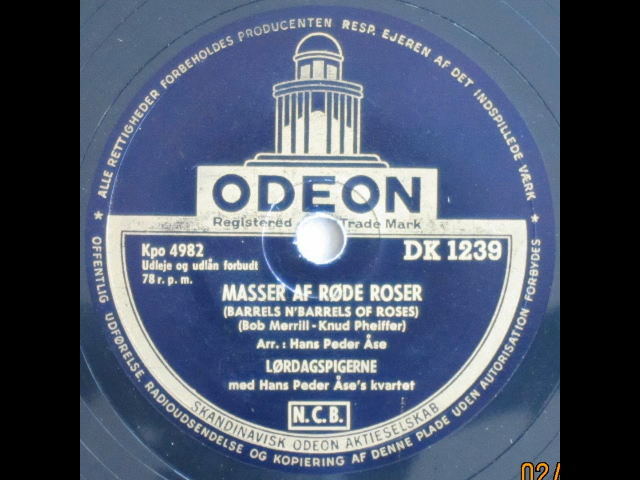 ★ ALLE RETTIGHEDER FORBEHOLDES PRODUCENTEN RESP. EJEREN AF DET INDSPILLEDE VÆRK ★
ODEON
Registered Trade Mark
Kpo 4982
DK 1239
Udleje og udlån forbudt
78 r. p. m.
MASSER AF RØDE ROSER
(BARRELS N'BARRELS OF ROSES)
(Bob Merrill - Knud Pheiffer)
Arr. : Hans Peder Åse
LØRDAGSPIGERNE
med Hans Peder Åse's kvartet
N.C.B.
SKANDINAVISK ODEON AKTIESELSKAB
OFFENTLIG UDFØRELSE, RADIOUDSENDELSE OG KOPIERING AF DENNE PLADE UDEN AUTORISATION FORBYDES
02/